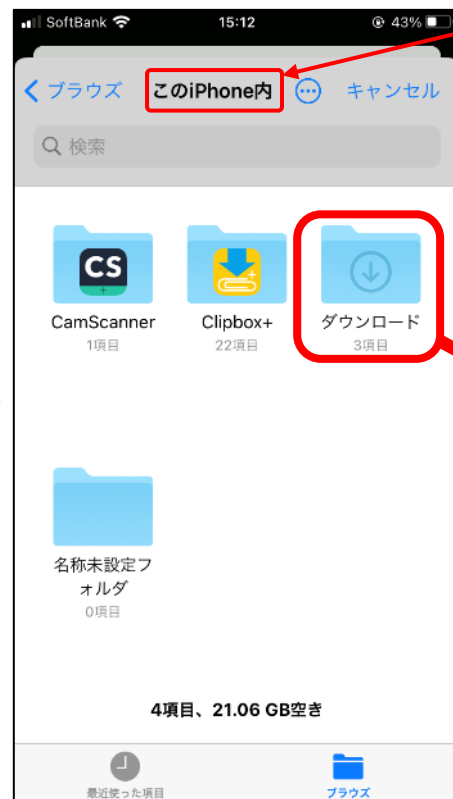 SoftBank 15:12 43%
ブラウズ このiPhone内 キャンセル
検索
CS
CamScanner Clipbox+ ダウンロード
1項目 22項目 3項目
名称未設定フ
ォルダ
0項目
4項目、21.06 GB空き
最近使った項目 ブラウズ